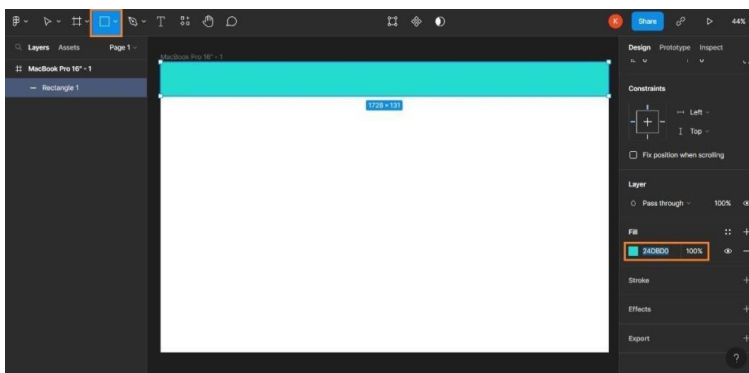 T
K
Share
44%
Layers
Assets
Page 1
MacBook Pro 16" - 1
Rectangle 1
MacBook Pro 16" - 1
1728 × 131
Design
Prototype
Inspect
Constraints
Left
Top
Fix position when scrolling
Layer
Pass through
100%
Fill
24DBD0
100%
Stroke
Effects
Export
?